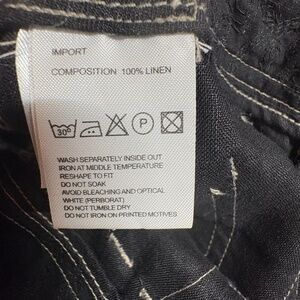 IMPORT
COMPOSITION: 100% LINEN
30° P
WASH SEPARATELY INSIDE OUT
IRON AT MIDDLE TEMPERATURE
RESHAPE TO FIT
DO NOT SOAK
AVOID BLEACHING AND OPTICAL
WHITE (PERBORAT)
DO NOT TUMBLE DRY
DO NOT IRON ON PRINTED MOTIVES